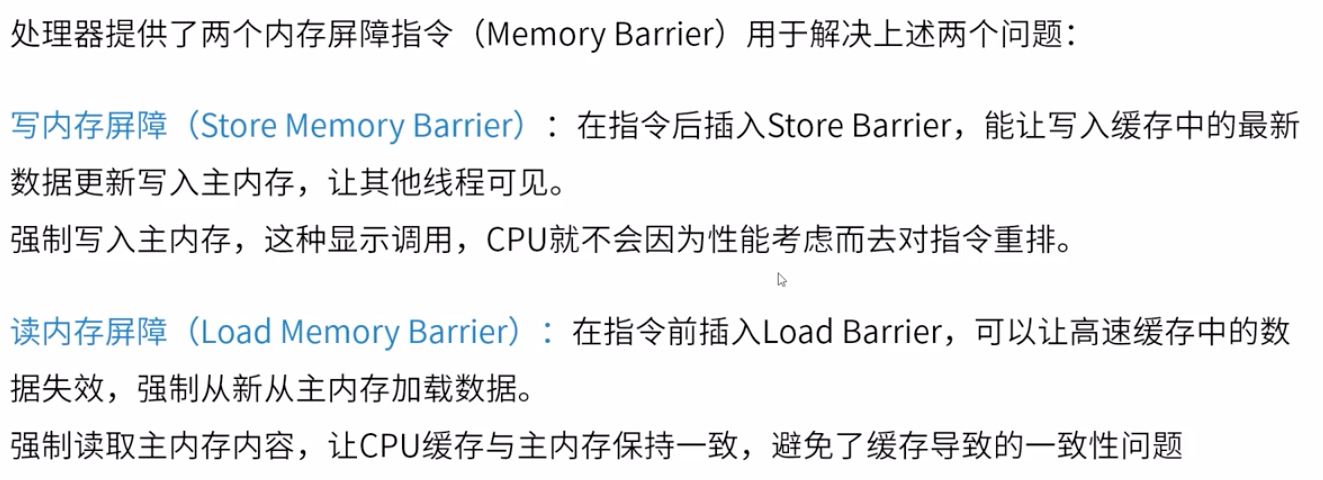 处理器提供了两个内存屏障指令（Memory Barrier）用于解决上述两个问题：
写内存屏障（Store Memory Barrier）：在指令后插入Store Barrier，能让写入缓存中的最新
数据更新写入主内存，让其他线程可见。
强制写入主内存，这种显示调用，CPU就不会因为性能考虑而去对指令重排。
读内存屏障（Load Memory Barrier）：在指令前插入Load Barrier，可以让高速缓存中的数
据失效，强制从新从主内存加载数据。
强制读取主内存内容，让CPU缓存与主内存保持一致，避免了缓存导致的一致性问题